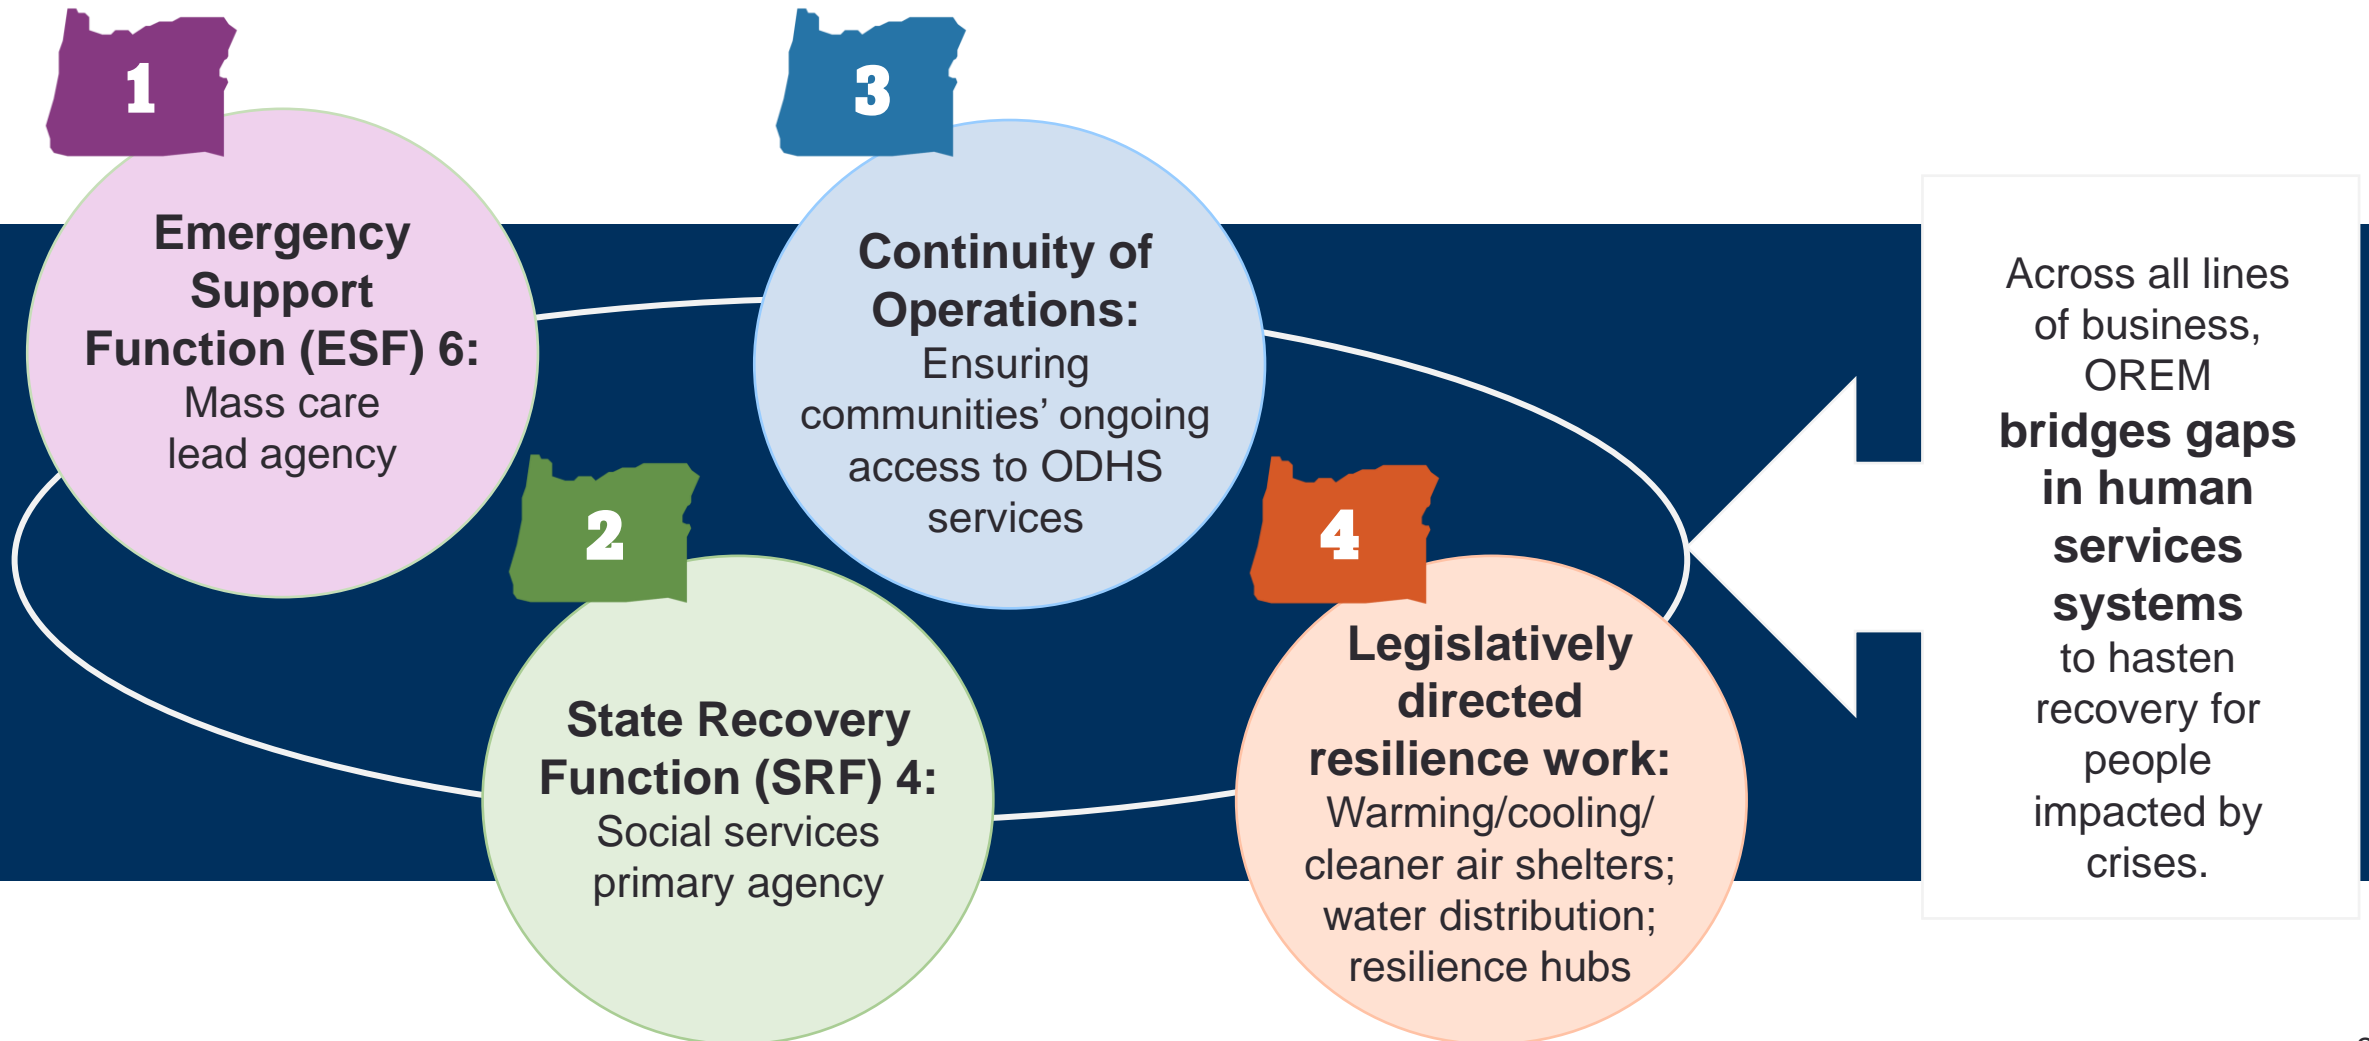 1
Emergency
Support
Function (ESF) 6:
Mass care
lead agency
2
State Recovery
Function (SRF) 4:
Social services
primary agency
3
Continuity of
Operations:
Ensuring
communities’ ongoing
access to ODHS
services
4
Legislatively
directed
resilience work:
Warming/cooling/
cleaner air shelters;
water distribution;
resilience hubs
Across all lines
of business,
OREM
bridges gaps
in human
services
systems
to hasten
recovery for
people
impacted by
crises.